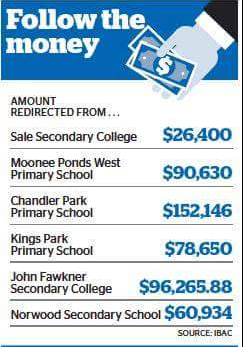 Follow the
money
$
AMOUNT
REDIRECTED FROM ...
Sale Secondary College $26,400
Moonee Ponds West
Primary School $90,630
Chandler Park
Primary School $152,146
Kings Park
Primary School $78,650
John Fawkner
Secondary College $96,265.88
Norwood Secondary School $60,934
SOURCE: IBAC